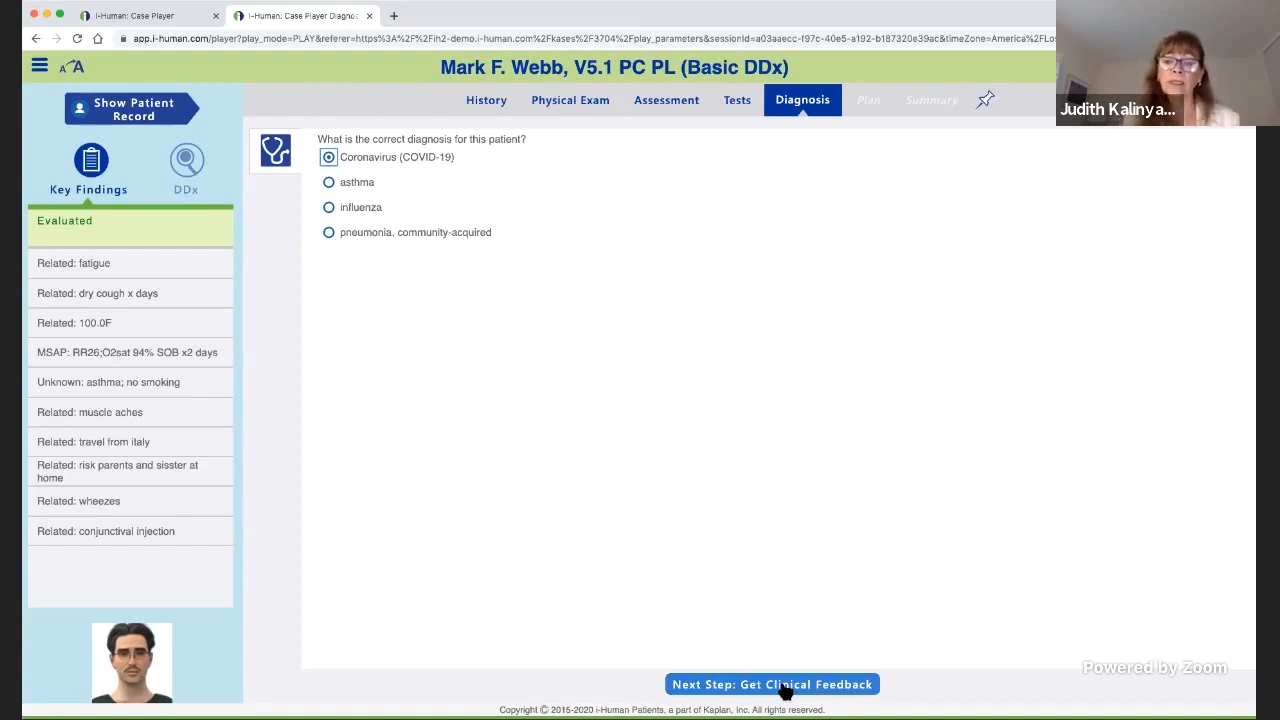 i-Human: Case Player
i-Human: Case Player Diagnos
app.i-human.com/player?play_mode=PLAY&referer=https%3A%2F%2Fih2-demo.i-human.com%2Fkases%2F3704%2Fplay_parameters&sessionId=a03aaecc-f97c-40e5-a192-b187320e39ac&timeZone=America%2FLos
AA
Mark F. Webb, V5.1 PC PL (Basic DDx)
Judith Kalinya...
Show Patient
Record
History
Physical Exam
Assessment
Tests
Diagnosis
Plan
Summary
Key Findings
DDx
Evaluated
Related: fatigue
Related: dry cough x days
Related: 100.0F
MSAP: RR26;O2sat 94% SOB x2 days
Unknown: asthma; no smoking
Related: muscle aches
Related: travel from italy
Related: risk parents and sisster at
home
Related: wheezes
Related: conjunctival injection
What is the correct diagnosis for this patient?
Coronavirus (COVID-19)
asthma
influenza
pneumonia, community-acquired
Powered by Zoom
Next Step: Get Clinical Feedback
Copyright © 2015-2020 i-Human Patients, a part of Kaplan, Inc. All rights reserved.